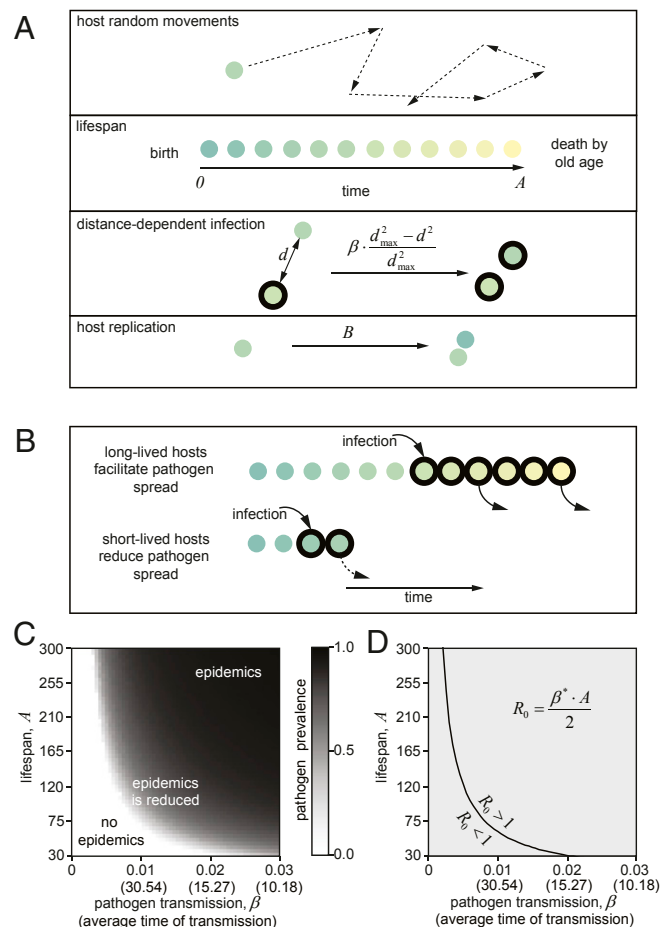 A
host random movements
lifespan
birth
death by
old age
0
A
time
distance-dependent infection
d
β · (d²max − d²) / d²max
host replication
B
B
infection
long-lived hosts
facilitate pathogen
spread
infection
short-lived hosts
reduce pathogen
spread
time
C
lifespan, A
300
255
210
165
120
75
30
epidemics
epidemics
is reduced
no
epidemics
0 0.01 0.02 0.03
(30.54) (15.27) (10.18)
pathogen transmission, β
(average time of transmission)
pathogen prevalence
1.0
0.5
0.0
D
lifespan, A
300
255
210
165
120
75
30
R₀ = β* · A / 2
R₀ > 1
R₀ < 1
0 0.01 0.02 0.03
(30.54) (15.27) (10.18)
pathogen transmission, β
(average time of transmission)